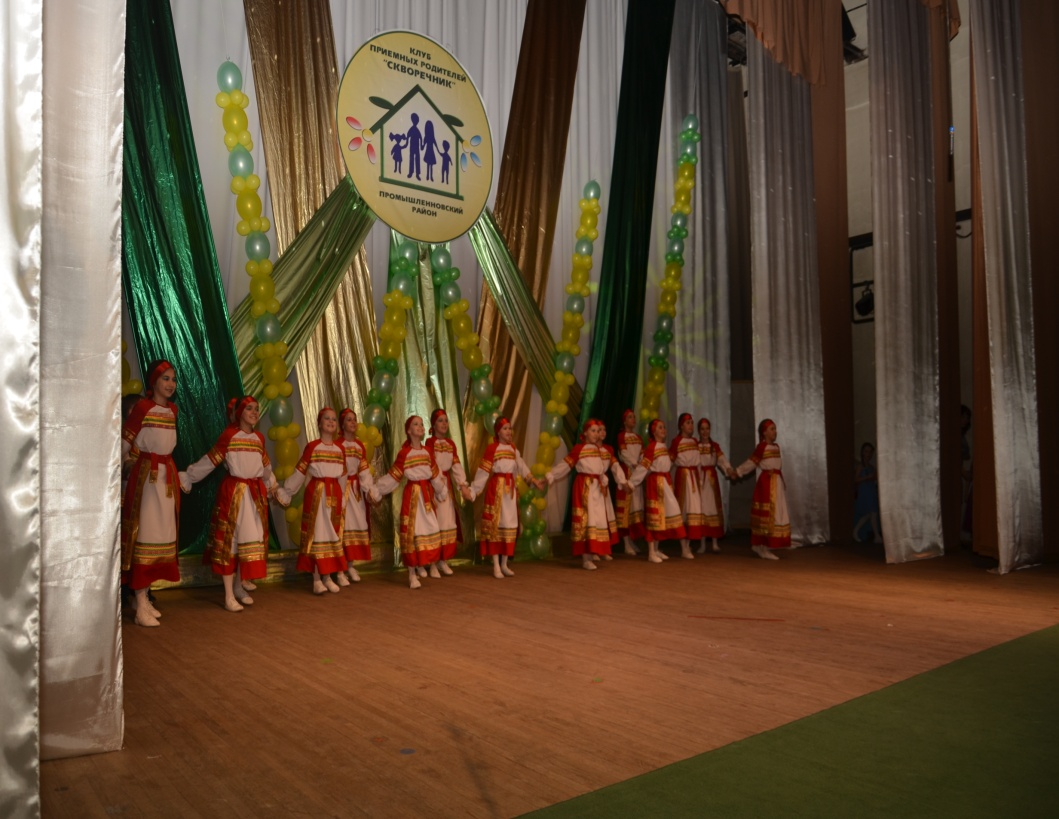 КЛУБ
ПРИЕМНЫХ РОДИТЕЛЕЙ
"СКВОРЕЧНИК"
ПРОМЫШЛЕННОВСКИЙ
РАЙОН